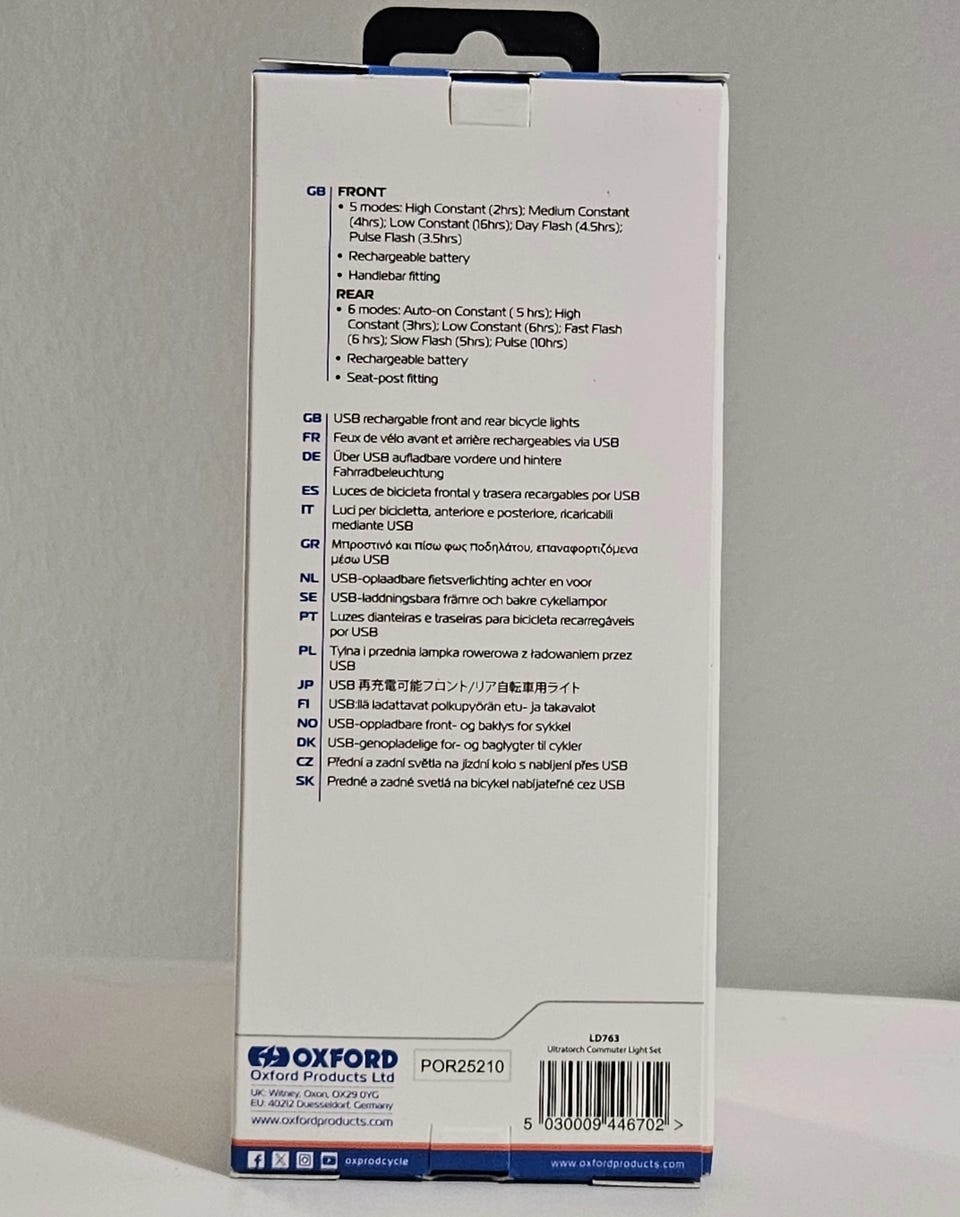 GB FRONT
• 5 modes: High Constant (2hrs); Medium Constant
(4hrs); Low Constant (16hrs); Day Flash (4.5hrs);
Pulse Flash (3.5hrs)
• Rechargeable battery
• Handlebar fitting
REAR
• 6 modes: Auto-on Constant ( 5 hrs); High
Constant (3hrs); Low Constant (6hrs); Fast Flash
(6 hrs); Slow Flash (5hrs); Pulse (10hrs)
• Rechargeable battery
• Seat-post fitting
GB USB rechargable front and rear bicycle lights
FR Feux de vélo avant et arrière rechargeables via USB
DE Über USB aufladbare vordere und hintere
Fahrradbeleuchtung
ES Luces de bicicleta frontal y trasera recargables por USB
IT Luci per bicicletta, anteriore e posteriore, ricaricabili
mediante USB
GR Μπροστινό και πίσω φως ποδηλάτου, επαναφορτιζόμενα
μέσω USB
NL USB-oplaadbare fietsverlichting achter en voor
SE USB-laddningsbara främre och bakre cykellampor
PT Luzes dianteiras e traseiras para bicicleta recarregáveis
por USB
PL Tylna i przednia lampka rowerowa z ładowaniem przez
USB
JP USB 再充電可能フロント/リア自転車用ライト
FI USB:llä ladattavat polkupyörän etu- ja takavalot
NO USB-oppladbare front- og baklys for sykkel
DK USB-genopladelige for- og baglygter til cykler
CZ Přední a zadní světla na jízdní kolo s nabíjení přes USB
SK Predné a zadné svetlá na bicykel nabíjateľné cez USB
LD763
Ultratorch Commuter Light Set
OXFORD
Oxford Products Ltd
UK: Witney, Oxon, OX29 0YG
EU: 40212 Duesseldorf, Germany
www.oxfordproducts.com
POR25210
5 030009 446702 >
oxprodcycle
www.oxfordproducts.com